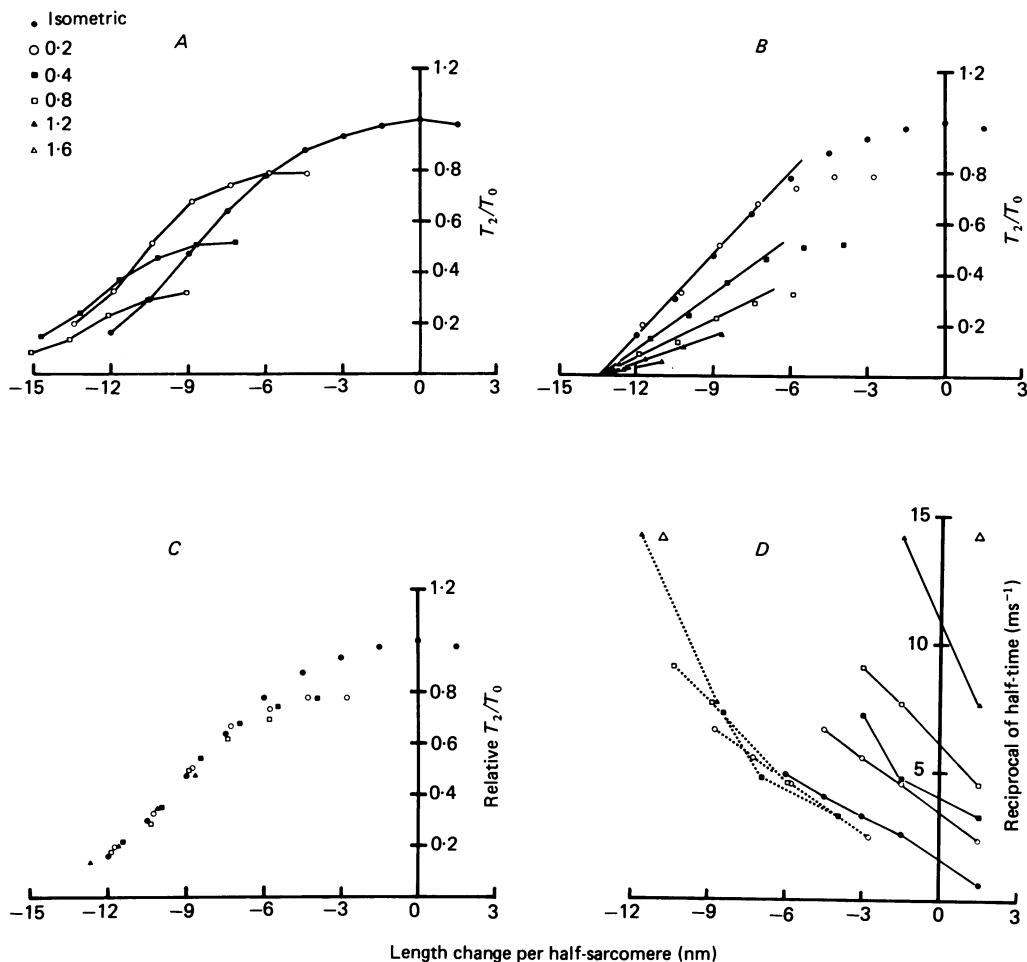 Isometric
0·2
0·4
0·8
1·2
1·6
A
1·2
0·8
0·6
0·4
0·2
T2/T0
−15 −12 −9 −6 −3 0 3
B
1·2
0·8
0·6
0·4
0·2
T2/T0
−15 −12 −9 −6 −3 0 3
C
1·2
0·8
0·6
0·4
0·2
Relative T2/T0
−15 −12 −9 −6 −3 0 3
D
15
10
5
Reciprocal of half-time (ms−1)
−12 −9 −6 −3 0 3
Length change per half-sarcomere (nm)